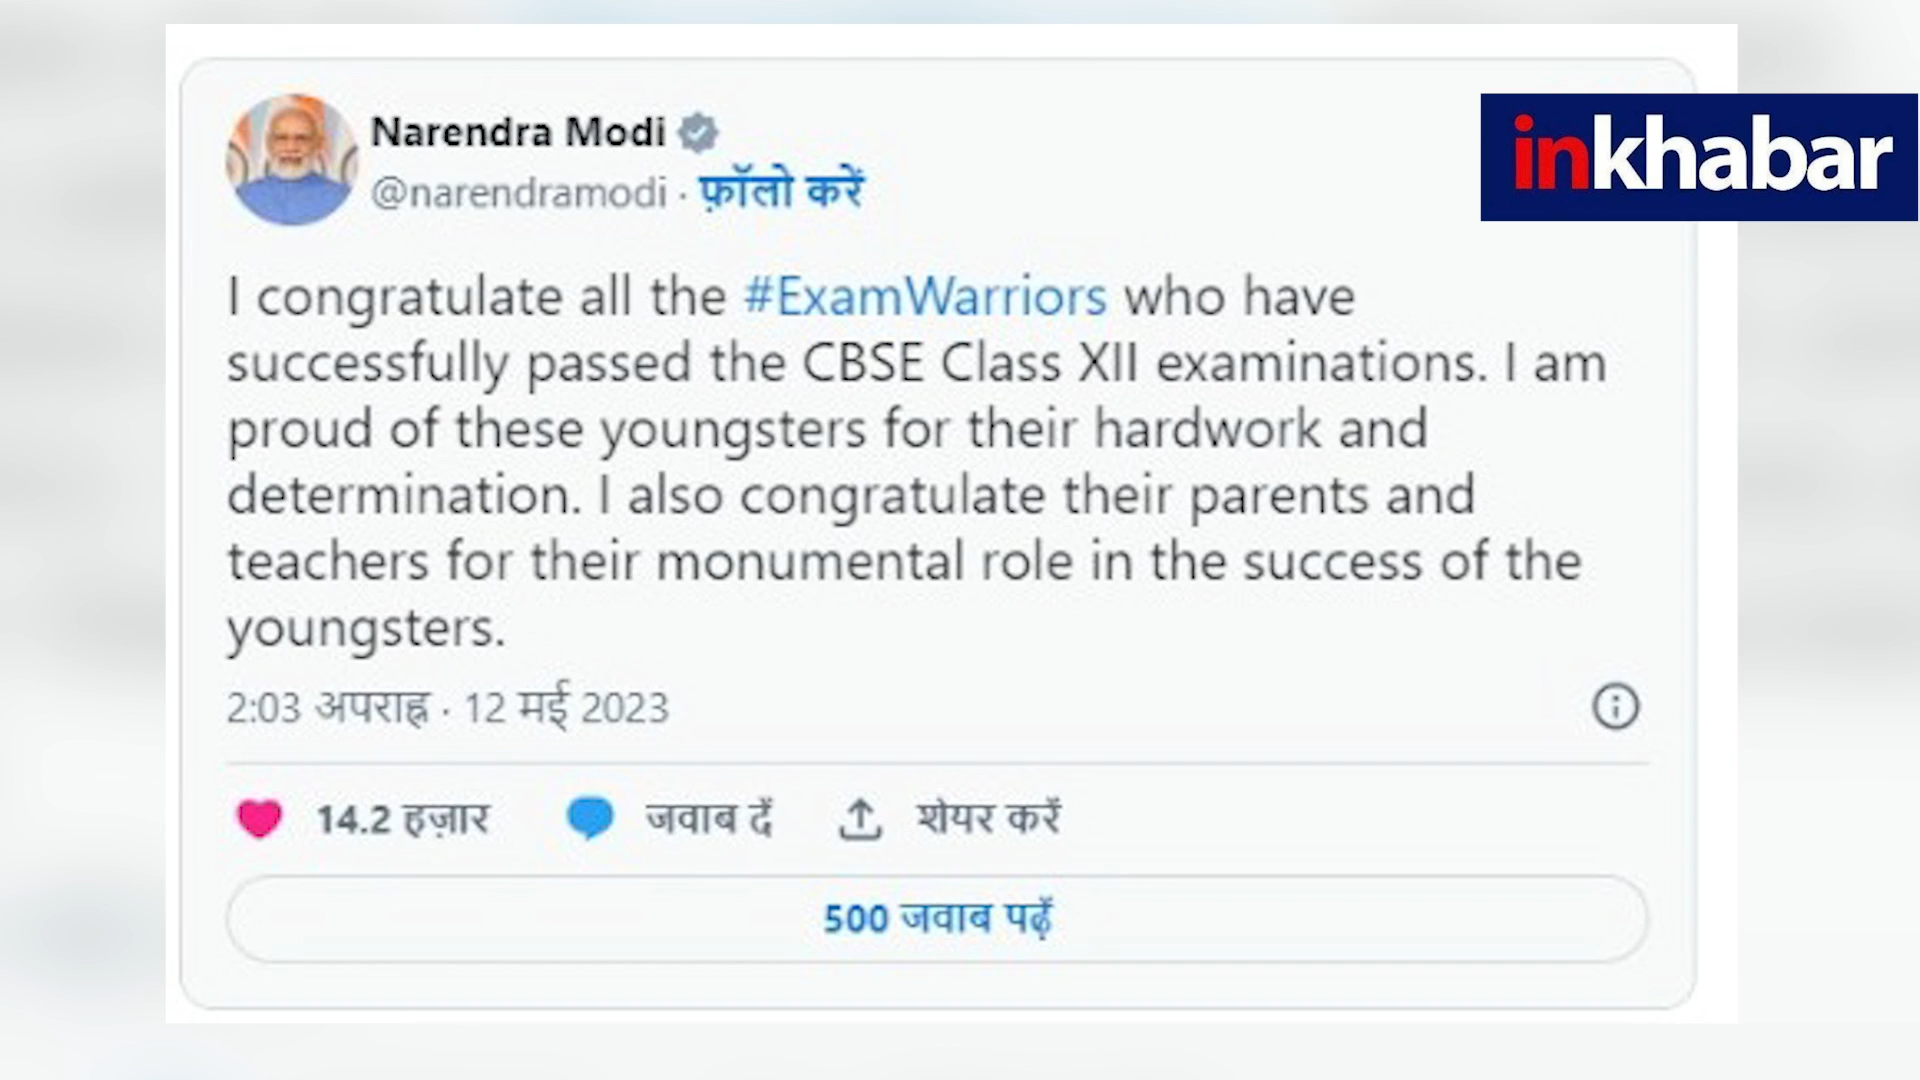 Narendra Modi
@narendramodi · फ़ॉलो करें
inkhabar
I congratulate all the #ExamWarriors who have
successfully passed the CBSE Class XII examinations. I am
proud of these youngsters for their hardwork and
determination. I also congratulate their parents and
teachers for their monumental role in the success of the
youngsters.
2:03 अपराह्न · 12 मई 2023
14.2 हज़ार जवाब दें शेयर करें
500 जवाब पढ़ें